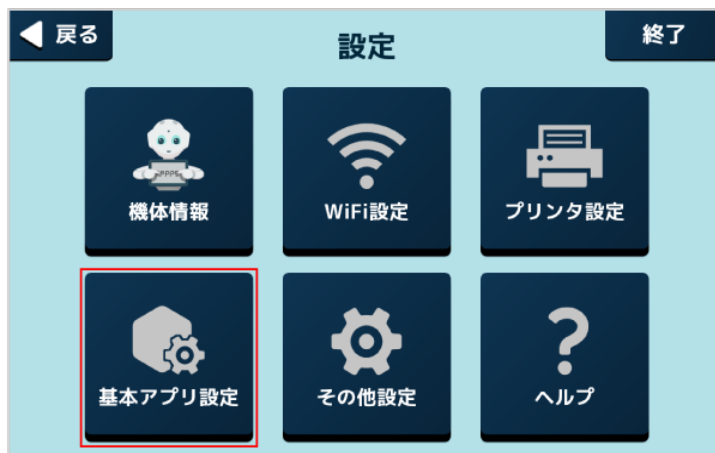 戻る
設定
終了
機体情報
WiFi設定
プリンタ設定
基本アプリ設定
その他設定
ヘルプ